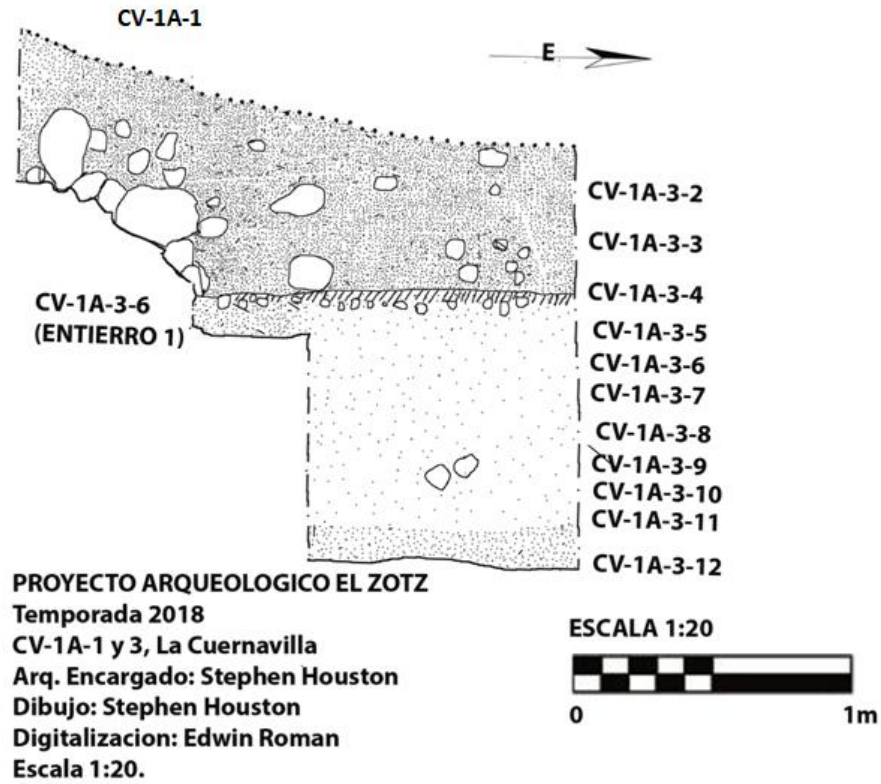 CV-1A-1
E
CV-1A-3-2
CV-1A-3-3
CV-1A-3-4
CV-1A-3-5
CV-1A-3-6
CV-1A-3-7
CV-1A-3-8
CV-1A-3-9
CV-1A-3-10
CV-1A-3-11
CV-1A-3-12
CV-1A-3-6
(ENTIERRO 1)
PROYECTO ARQUEOLOGICO EL ZOTZ
Temporada 2018
CV-1A-1 y 3, La Cuernavilla
Arq. Encargado: Stephen Houston
Dibujo: Stephen Houston
Digitalizacion: Edwin Roman
Escala 1:20.
ESCALA 1:20
0 1m